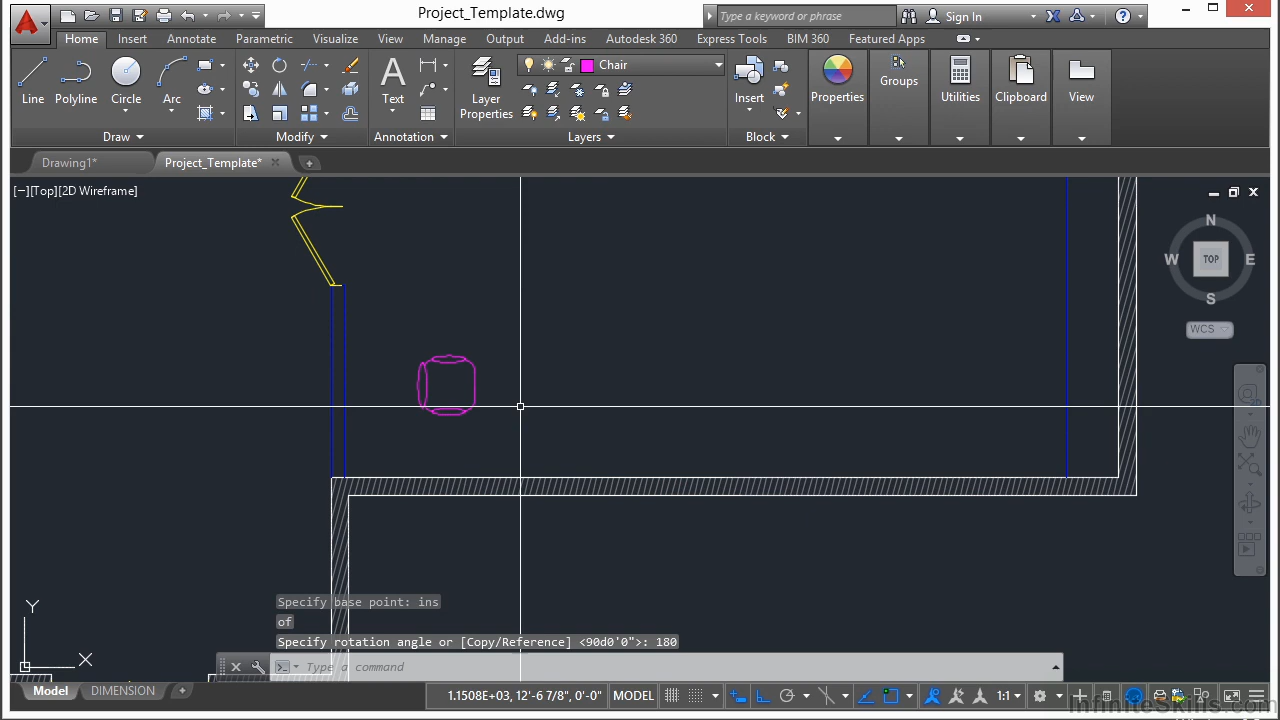 Project_Template.dwg
Type a keyword or phrase
Sign In
Home
Insert
Annotate
Parametric
Visualize
View
Manage
Output
Add-ins
Autodesk 360
Express Tools
BIM 360
Featured Apps
Chair
Line
Polyline
Circle
Arc
Text
Layer
Properties
Insert
Properties
Groups
Utilities
Clipboard
View
Draw
Modify
Annotation
Layers
Block
Drawing1*
Project_Template*
[−][Top][2D Wireframe]
N
W
TOP
E
S
WCS
Y
X
Specify base point: ins
of
Specify rotation angle or [Copy/Reference] <90d0'0">: 180
Type a command
Model
DIMENSION
1.1508E+03, 12'-6 7/8", 0'-0"
MODEL
1:1
InfiniteSkills.com